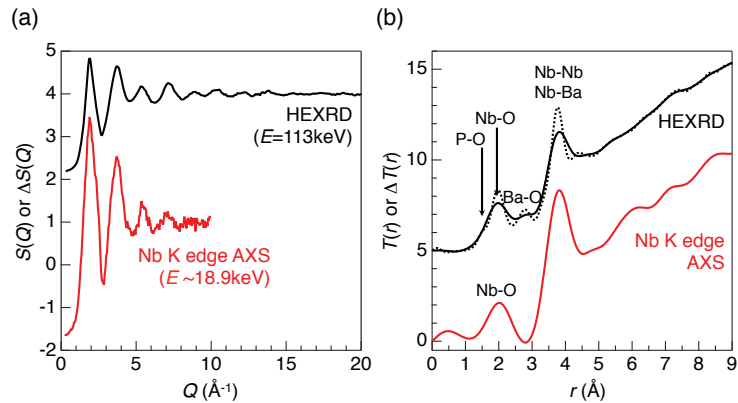 (a)
S(Q) or ΔS(Q)
5
4
3
2
1
0
-1
-2
HEXRD
(E=113keV)
Nb K edge AXS
(E ~18.9keV)
0
5
10
15
20
Q (Å⁻¹)
(b)
T(r) or Δ T(r)
15
10
5
0
Nb-Nb
Nb-Ba
Nb-O
P-O
Ba-O
HEXRD
Nb K edge
AXS
Nb-O
0
1
2
3
4
5
6
7
8
9
r (Å)